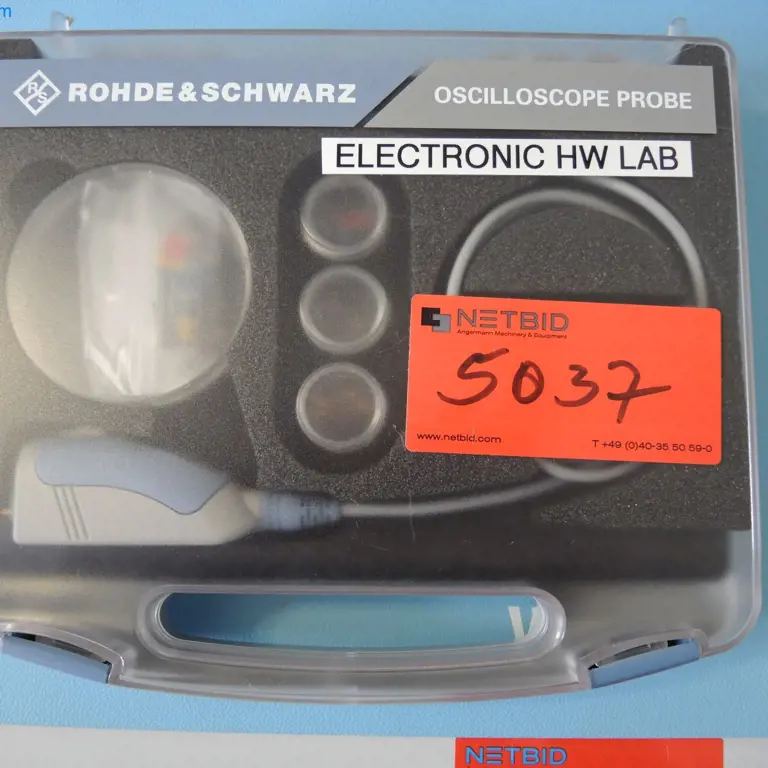 m
R S ROHDE & SCHWARZ
OSCILLOSCOPE PROBE
ELECTRONIC HW LAB
NETBID
Angermann Machinery & Equipment
5037
www.netbid.com
T +49 (0)40-35 50 59-0
NETBID